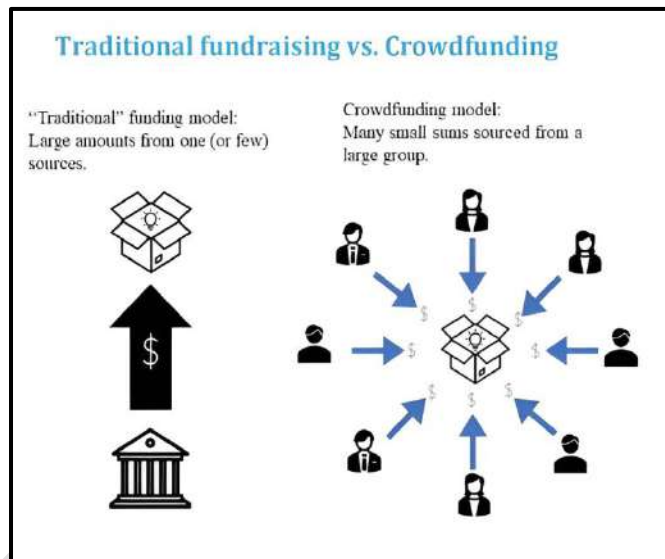 Traditional fundraising vs. Crowdfunding
“Traditional” funding model:
Large amounts from one (or few)
sources.
Crowdfunding model:
Many small sums sourced from a
large group.
$
$
$
$
$
$
$
$
$